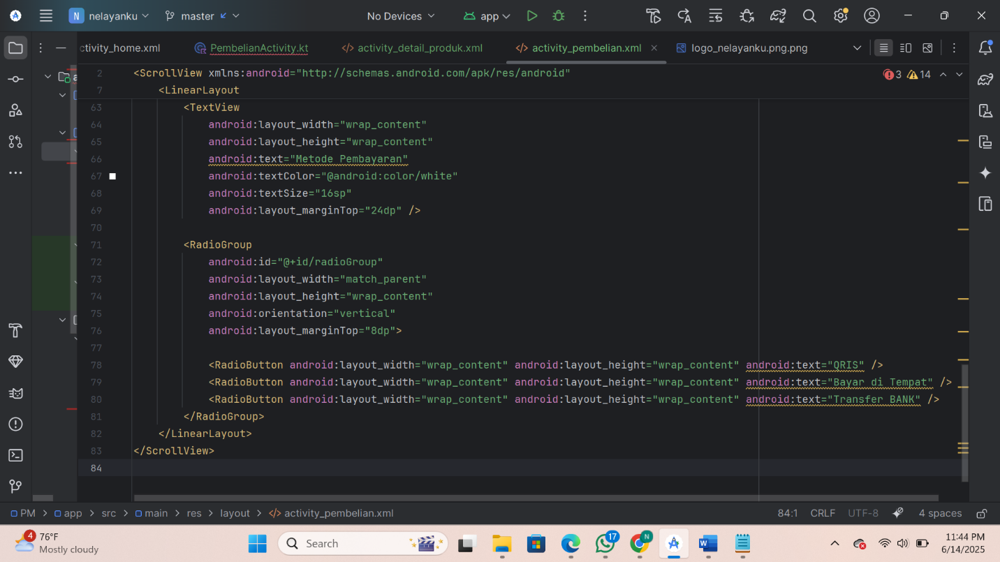 N nelayanku master No Devices app
ctivity_home.xml PembelianActivity.kt activity_detail_produk.xml activity_pembelian.xml logo_nelayanku.png.png
2 <ScrollView xmlns:android="http://schemas.android.com/apk/res/android"
3 14
7 <LinearLayout
63 <TextView
64 android:layout_width="wrap_content"
65 android:layout_height="wrap_content"
66 android:text="Metode Pembayaran"
67 android:textColor="@android:color/white"
68 android:textSize="16sp"
69 android:layout_marginTop="24dp" />
70
71 <RadioGroup
72 android:id="@+id/radioGroup"
73 android:layout_width="match_parent"
74 android:layout_height="wrap_content"
75 android:orientation="vertical"
76 android:layout_marginTop="8dp">
77
78 <RadioButton android:layout_width="wrap_content" android:layout_height="wrap_content" android:text="QRIS" />
79 <RadioButton android:layout_width="wrap_content" android:layout_height="wrap_content" android:text="Bayar di Tempat" />
80 <RadioButton android:layout_width="wrap_content" android:layout_height="wrap_content" android:text="Transfer BANK" />
81 </RadioGroup>
82 </LinearLayout>
83 </ScrollView>
84
PM > app > src > main > res > layout > activity_pembelian.xml 84:1 CRLF UTF-8 4 spaces
4 76°F
Mostly cloudy
Search
17
N
11:44 PM
6/14/2025